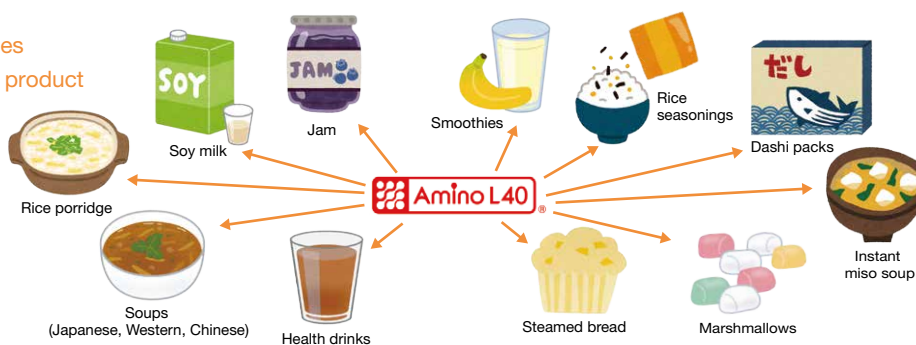 es
product
SOY
Soy milk
JAM
Jam
Smoothies
Rice
seasonings
だし
Dashi packs
Rice porridge
Amino L40
®
Instant
miso soup
Soups
(Japanese, Western, Chinese)
Health drinks
Steamed bread
Marshmallows